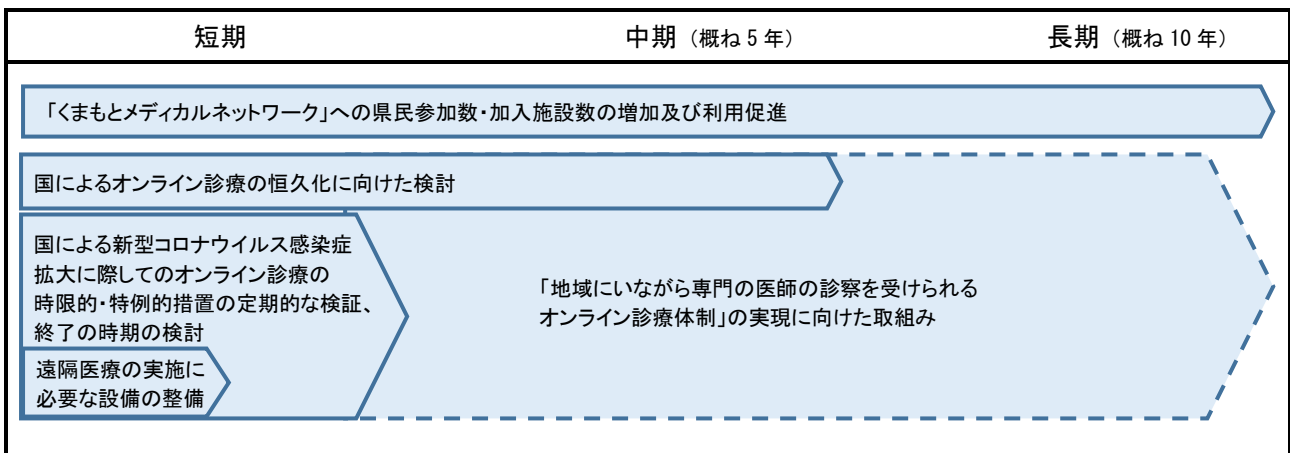 短期 中期（概ね5年） 長期（概ね10年）
「くまもとメディカルネットワーク」への県民参加数・加入施設数の増加及び利用促進
国によるオンライン診療の恒久化に向けた検討
国による新型コロナウイルス感染症
拡大に際してのオンライン診療の
時限的・特例的措置の定期的な検証、
終了の時期の検討
「地域にいながら専門の医師の診察を受けられる
オンライン診療体制」の実現に向けた取組み
遠隔医療の実施に
必要な設備の整備